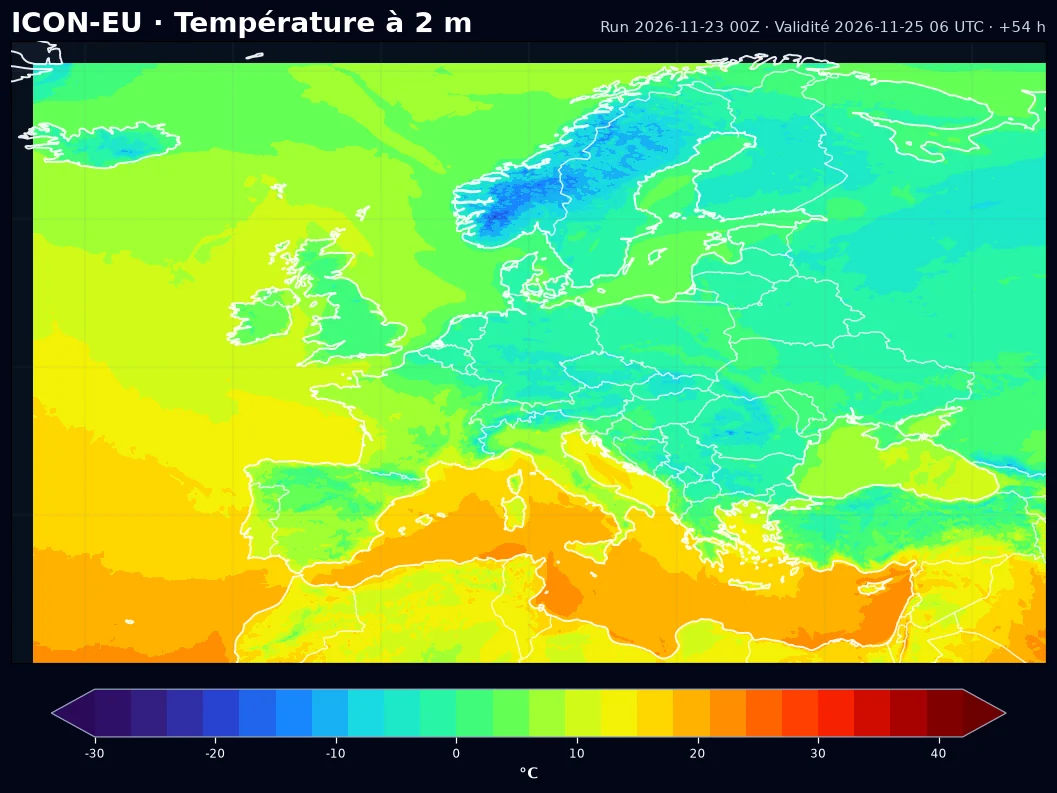 ICON-EU · Température à 2 m
Run 2026-11-23 00Z · Validité 2026-11-25 06 UTC · +54 h
-30 -20 -10 0 10 20 30 40
°C